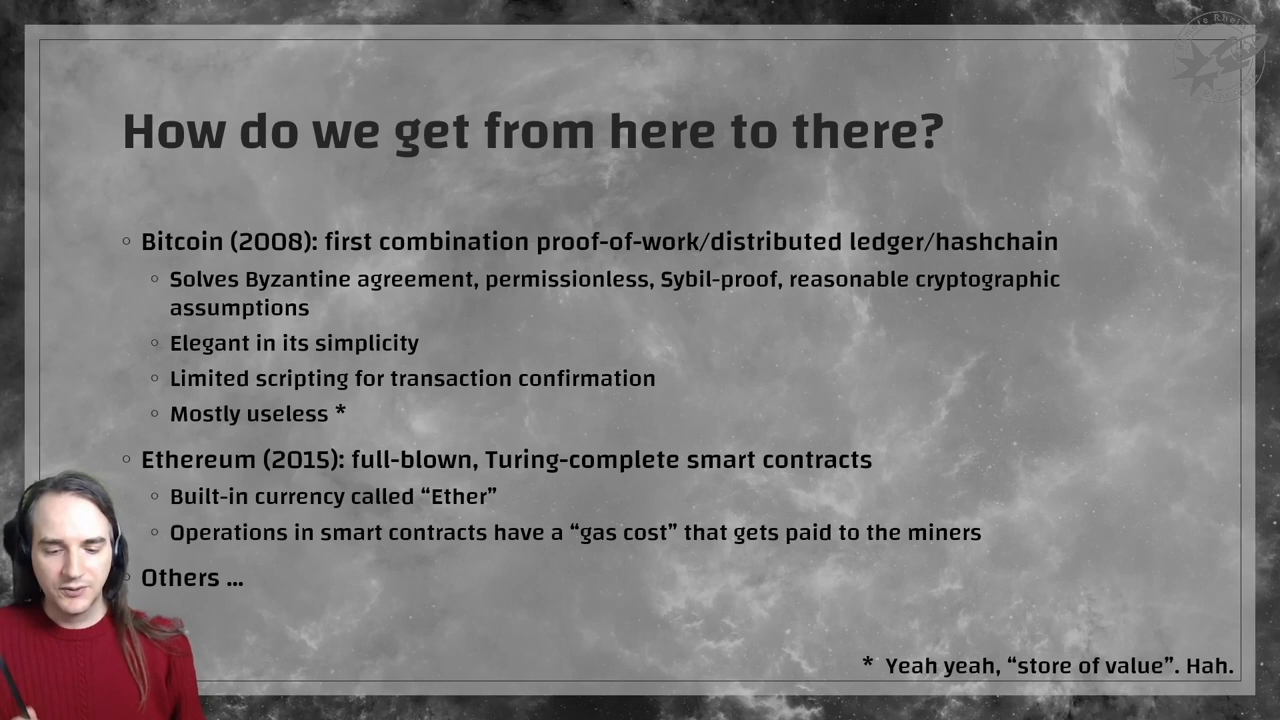 How do we get from here to there?
◦ Bitcoin (2008): first combination proof-of-work/distributed ledger/hashchain
◦ Solves Byzantine agreement, permissionless, Sybil-proof, reasonable cryptographic
assumptions
◦ Elegant in its simplicity
◦ Limited scripting for transaction confirmation
◦ Mostly useless *
◦ Ethereum (2015): full-blown, Turing-complete smart contracts
◦ Built-in currency called “Ether”
◦ Operations in smart contracts have a “gas cost” that gets paid to the miners
◦ Others ...
* Yeah yeah, “store of value”. Hah.